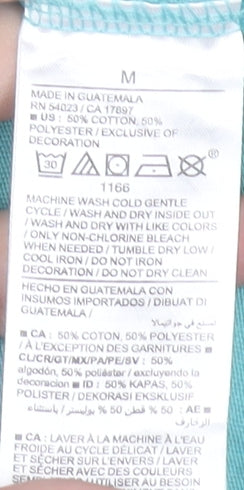 M
MADE IN GUATEMALA
RN 54023 / CA 17897
■ US : 50% COTTON, 50%
POLYESTER / EXCLUSIVE OF
DECORATION
30
®
1166
MACHINE WASH COLD GENTLE
CYCLE / WASH AND DRY INSIDE OUT
/ WASH AND DRY WITH LIKE COLORS
/ ONLY NON-CHLORINE BLEACH
WHEN NEEDED / TUMBLE DRY LOW /
COOL IRON / DO NOT IRON
DECORATION / DO NOT DRY CLEAN
HECHO EN GUATEMALA CON
INSUMOS IMPORTADOS / DIBUAT DI
GUATEMALA /
صنع في جواتيمالا
■ CA : 50% COTON, 50% POLYESTER
/ À L'EXCEPTION DES GARNITURES ■
CL/CR/GT/MX/PA/PE/SV : 50%
algodón, 50% poliéster / excluyendo la
decoracion ■ ID : 50% KAPAS, 50%
POLISTER / DEKORASI EKSKLUSIF
■ AE : 50 % قطن 50 % بوليستر / باستثناء
الزخارف
■ CA : LAVER À LA MACHINE À L'EAU
FROIDE AU CYCLE DÉLICAT / LAVER
ET SÉCHER SUR L'ENVERS / LAVER
ET SÉCHER AVEC DES COULEURS
UTILISER AU BESOIN